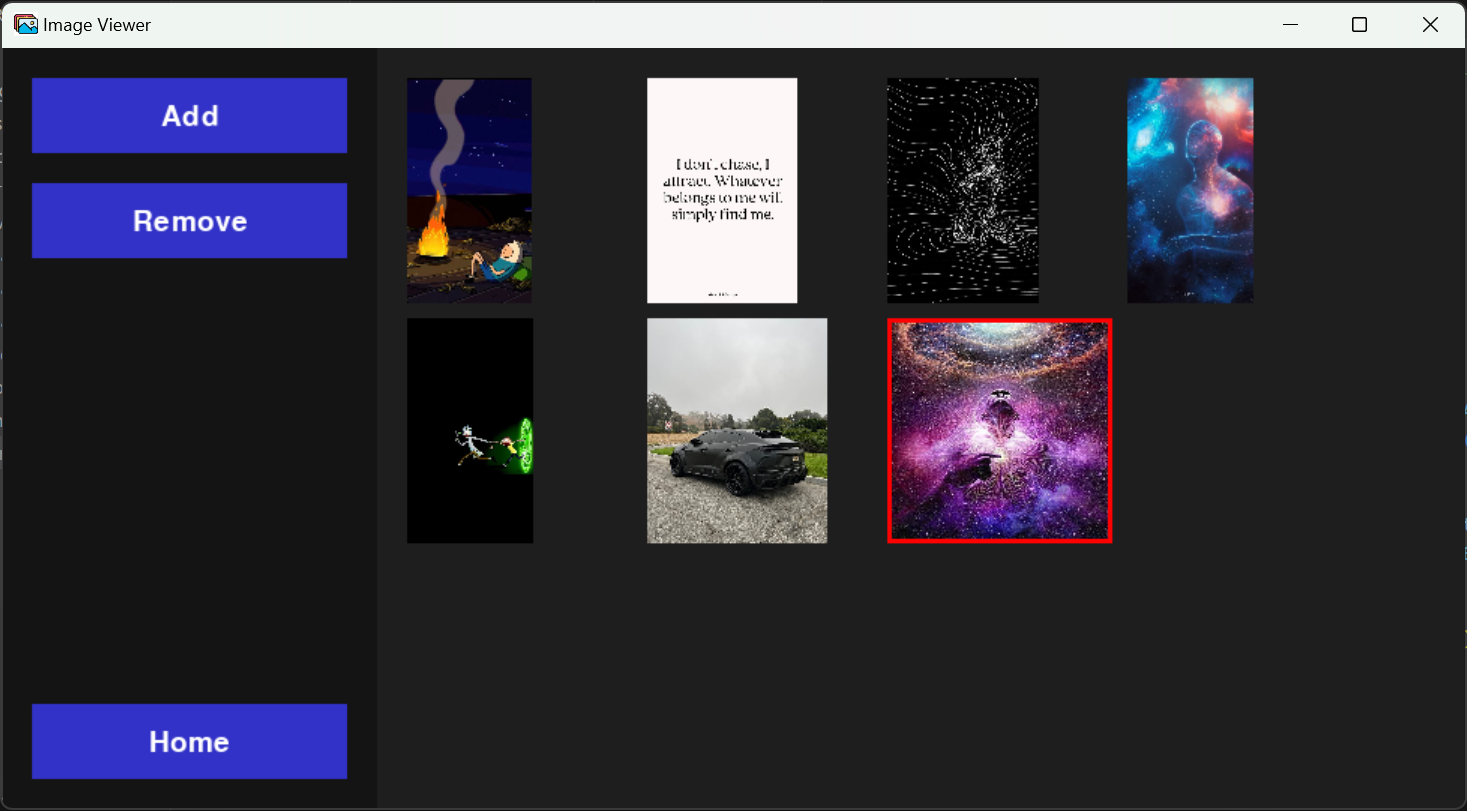 Image Viewer
Add
Remove
Home
I don't chase, I
attract. Whatever
belongs to me will
simply find me.